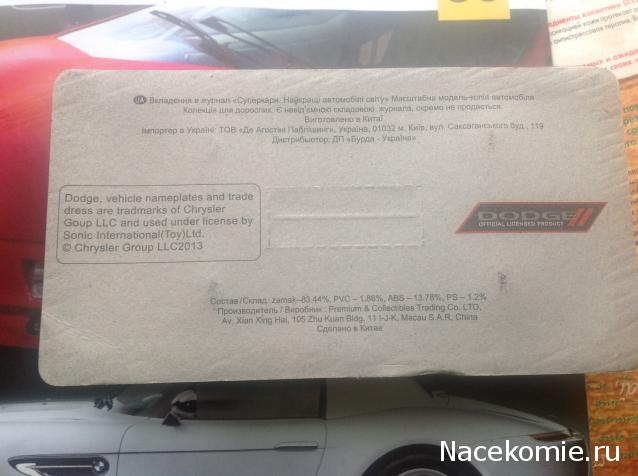 UA Вкладення в журнал «Суперкари. Найкращі автомобілі світу» Масштабна модель-копія автомобіля
Колекція для дорослих. Є невід'ємною складовою журнала, окремо не продається.
Виготовлено в Китаї
Імпортер в Україні: ТОВ «Де Агостіні Паблішинг», Україна, 01032 м. Київ, вул. Саксаганського буд., 119
Дистрибьютор: ДП «Бурда - Україна»
Dodge, vehicle nameplates and trade
dress are tradmarks of Chrysler
Goup LLC and used under license by
Sonic International(Toy)Ltd.
© Chrysler Group LLC2013
DODGE
OFFICIAL LICENSED PRODUCT
Состав /Склад: zamak–83.44%, PVC – 1.86%, ABS – 13.78%, PS – 1.2%
Производитель / Виробник : Premium & Collectibles Trading Co. LTD,
Av. Xian Xing Hai, 105 Zhu Kuan Bldg, 11 I-J-K, Macau S.A.R, China
Сделано в Китае
Nacekomie.ru